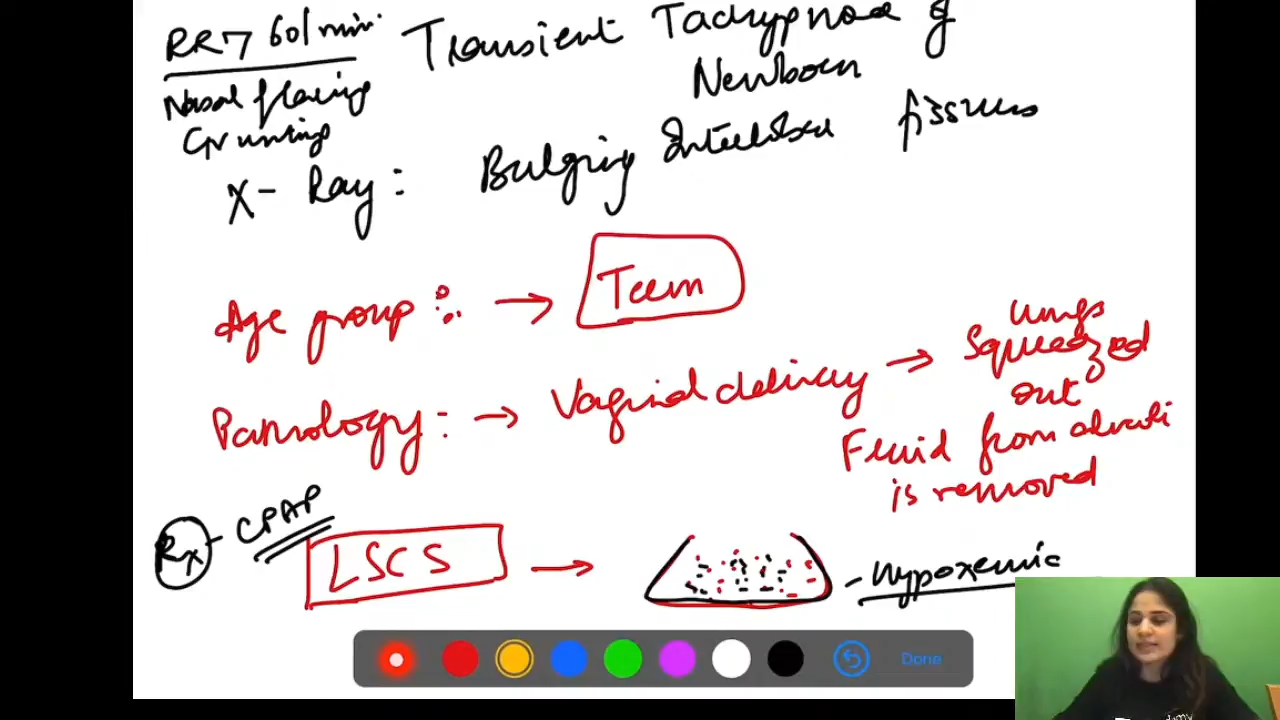 RR > 60/min.
Transient Tachypnoea of
Newborn
Nasal flaring
Grunting
X-Ray: Bulging Interlobar fissures
Age group: → Term
Pathology: → Vaginal delivery → lungs
Squeezed
out
Fluid from alveoli
is removed
Rx - CPAP
LSCS → - Hypoxemic
Done